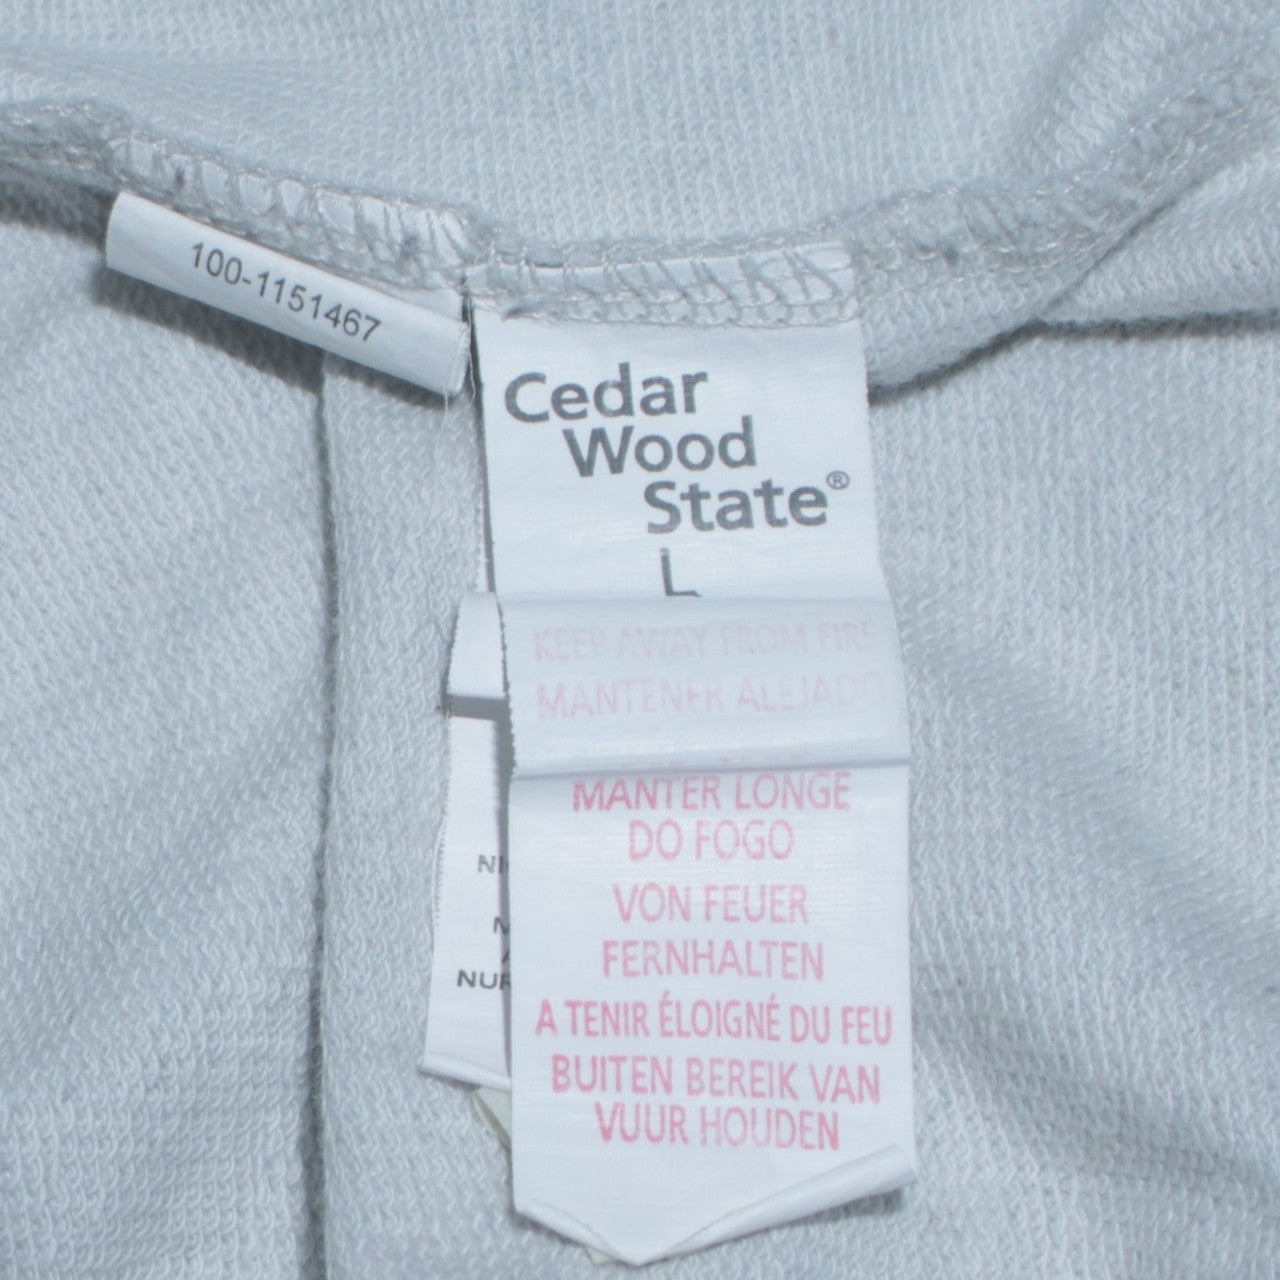 100-1151467
Cedar
Wood
State®
L
KEEP AWAY FROM FIRE
MANTENER ALEJADO
MANTER LONGE
DO FOGO
VON FEUER
FERNHALTEN
A TENIR ÉLOIGNÉ DU FEU
BUITEN BEREIK VAN
VUUR HOUDEN